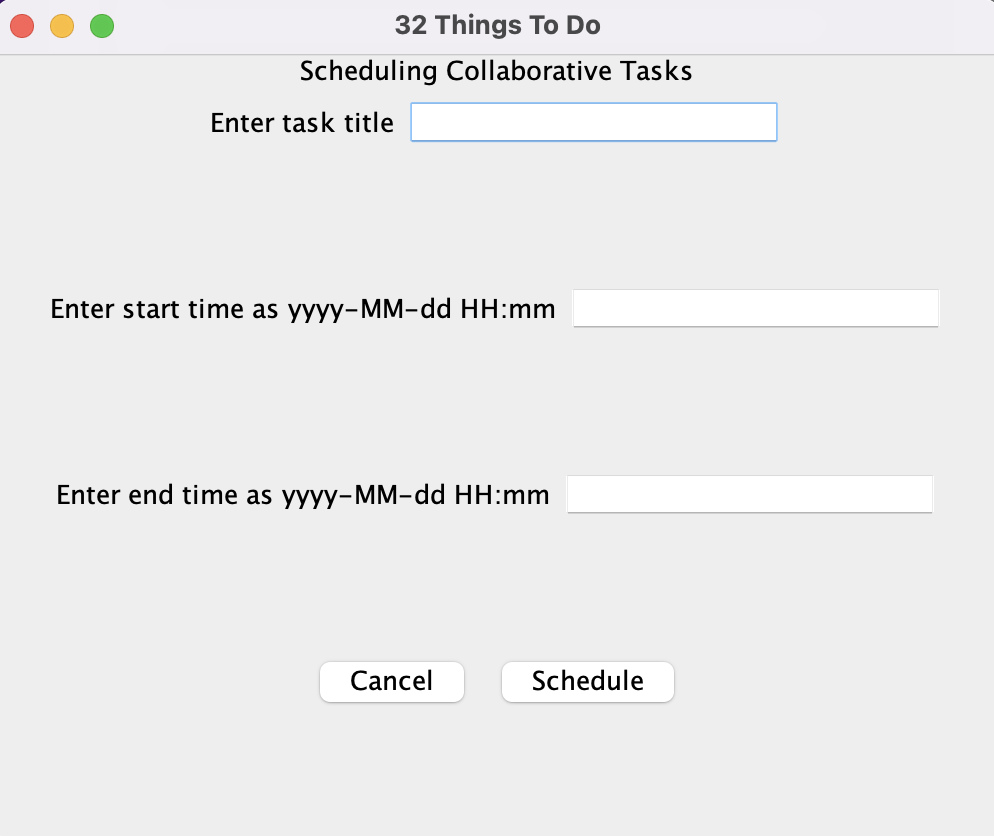 32 Things To Do
Scheduling Collaborative Tasks
Enter task title
Enter start time as yyyy-MM-dd HH:mm
Enter end time as yyyy-MM-dd HH:mm
Cancel Schedule